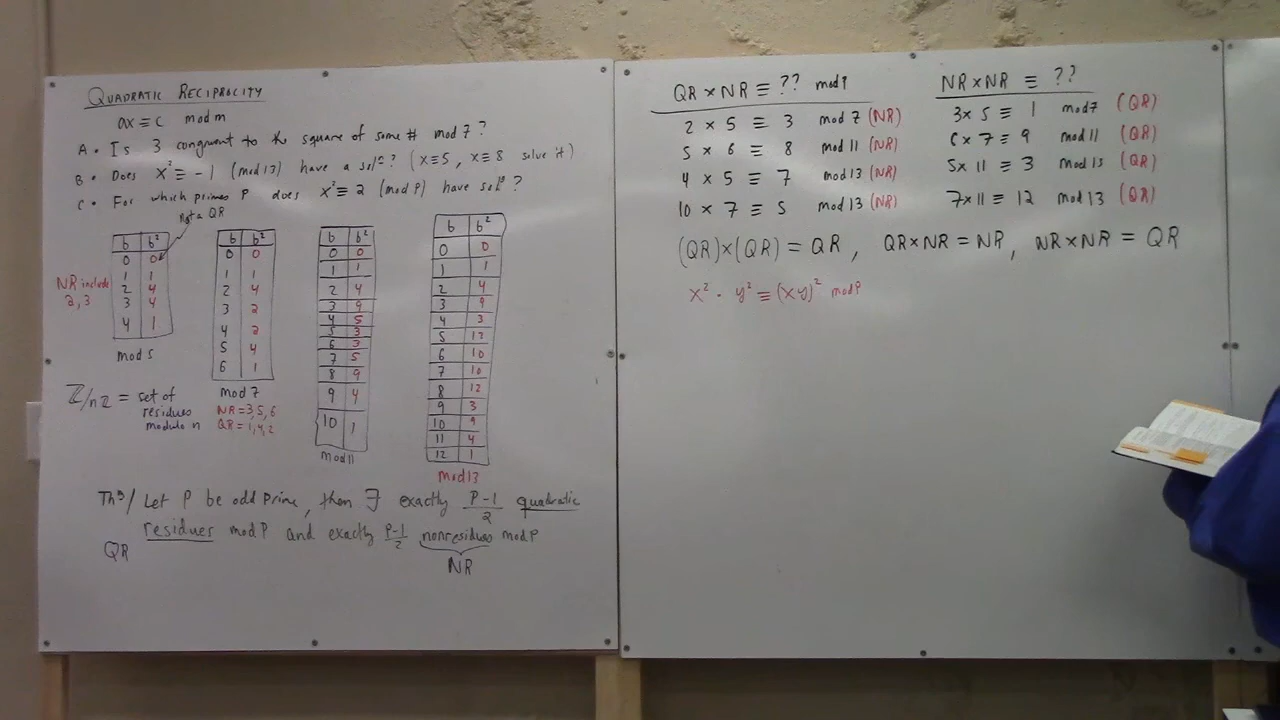 QUADRATIC RECIPROCITY
ax ≡ c mod m
A • Is 3 congruent to the square of some # mod 7?
B • Does x² ≡ -1 (mod 13) have a solⁿ? (x≡5, x≡8 solve it)
C • For which primes p does x² ≡ 2 (mod p) have solⁿ?
not a QR
b b²
0 0
1 1
2 4
3 4
4 1
mod 5
NR include
2, 3
b b²
0 0
1 1
2 4
3 2
4 2
5 4
6 1
mod 7
NR = 3, 5, 6
QR = 1, 4, 2
b b²
0 0
1 1
2 4
3 9
4 5
5 3
6 3
7 5
8 9
9 4
10 1
mod 11
b b²
0 0
1 1
2 4
3 9
4 3
5 12
6 10
7 10
8 12
9 3
10 9
11 4
12 1
mod 13
ℤ/nℤ = set of
residues
modulo n
Thᵐ/ Let P be odd prime, then ∃ exactly P-1/2 quadratic
residues mod P and exactly P-1/2 nonresidues mod P
QR
NR
QR × NR ≡ ?? mod p
2 × 5 ≡ 3 mod 7 (NR)
5 × 6 ≡ 8 mod 11 (NR)
4 × 5 ≡ 7 mod 13 (NR)
10 × 7 ≡ 5 mod 13 (NR)
NR × NR ≡ ??
3 × 5 ≡ 1 mod 7 (QR)
6 × 7 ≡ 9 mod 11 (QR)
5 × 11 ≡ 3 mod 13 (QR)
7 × 11 ≡ 12 mod 13 (QR)
(QR) × (QR) = QR, QR × NR = NR, NR × NR = QR
x² · y² ≡ (xy)² mod p